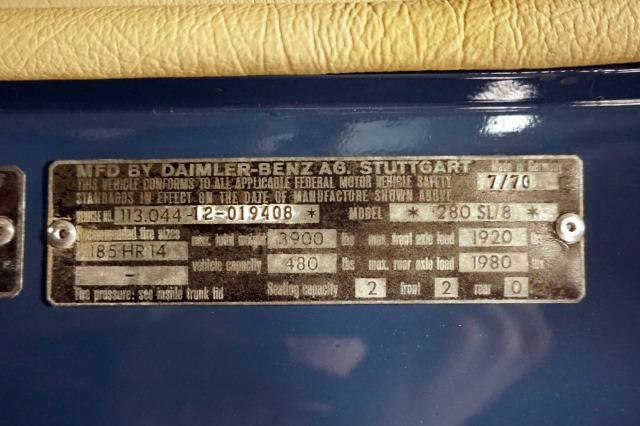 MFD BY DAIMLER-BENZ AG. STUTTGART Made in Germany
THIS VEHICLE CONFORMS TO ALL APPLICABLE FEDERAL MOTOR VEHICLE SAFETY 7/70
STANDARDS IN EFFECT ON THE DATE OF MANUFACTURE SHOWN ABOVE
113.044-12-019408 * MODEL * 280 SL/8 *
Recommended tire sizes max. total weight 3900 lbs max. front axle load 1920 lbs
185 HR 14
- vehicle capacity 480 lbs max. rear axle load 1980 lbs
Tire pressure: see inside trunk lid Seating capacity 2 front 2 rear 0